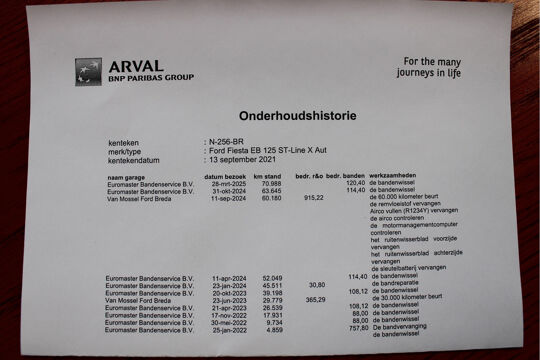 ARVAL
BNP PARIBAS GROUP
For the many
journeys in life
Onderhoudshistorie
kenteken : N-256-BR
merk/type : Ford Fiesta EB 125 ST-Line X Aut
kentekendatum : 13 september 2021
naam garage datum bezoek km stand bedr. r&o bedr. banden werkzaamheden
Euromaster Bandenservice B.V. 28-mrt-2025 70.988 120,40 de bandenwissel
Euromaster Bandenservice B.V. 31-okt-2024 63.645 114,40 de bandenwissel
Van Mossel Ford Breda 11-sep-2024 60.180 915,22 de 60.000 kilometer beurt
de remvloeistof vervangen
Airco vullen (R1234Y) vervangen
de airco controleren
de motormanagementcomputer
controleren
het ruitenwisserblad voorzijde
vervangen
het ruitenwisserblad achterzijde
vervangen
de sleutelbatterij vervangen
Euromaster Bandenservice B.V. 11-apr-2024 52.049 114,40 de bandenwissel
Euromaster Bandenservice B.V. 23-jan-2024 45.511 30,80 de bandreparatie
Euromaster Bandenservice B.V. 20-okt-2023 39.198 108,12 de bandenwissel
Van Mossel Ford Breda 23-jun-2023 29.779 365,29 de 30.000 kilometer beurt
Euromaster Bandenservice B.V. 21-apr-2023 26.539 108,12 de bandenwissel
Euromaster Bandenservice B.V. 17-nov-2022 17.931 88,00 de bandenwissel
Euromaster Bandenservice B.V. 30-mei-2022 9.734 88,00 de bandenwissel
Euromaster Bandenservice B.V. 25-jan-2022 4.859 757,80 De bandvervanging
de bandenwissel